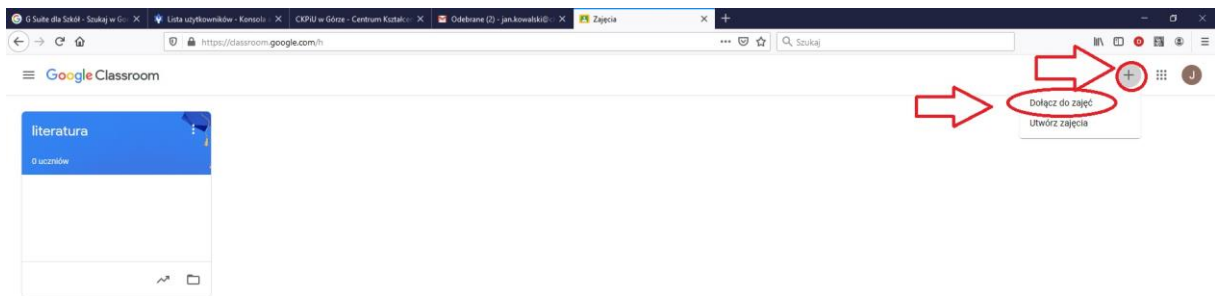 G Suite dla Szkół - Szukaj w Go
Lista użytkowników - Konsola
CKPiU w Górze - Centrum Kształce
Odebrane (2) - jan.kowalski@
Zajęcia
https://classroom.google.com/h
Szukaj
Google Classroom
J
Dołącz do zajęć
Utwórz zajęcia
literatura
0 uczniów